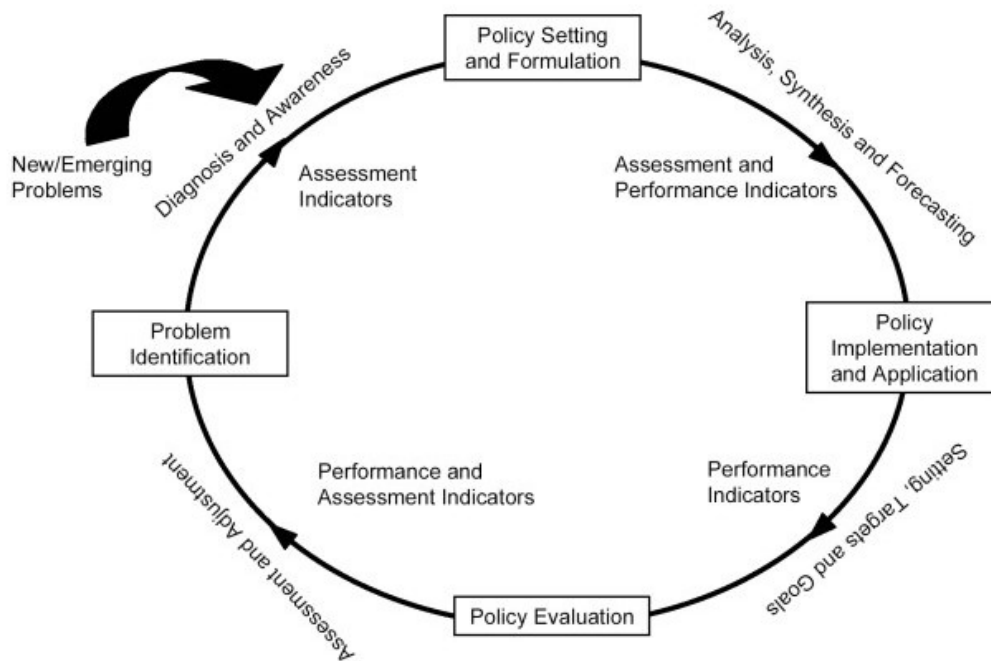 Policy Setting
and Formulation
Analysis, Synthesis and Forecasting
Diagnosis and Awareness
New/Emerging
Problems
Assessment
Indicators
Assessment and
Performance Indicators
Problem
Identification
Policy
Implementation
and Application
Performance and
Assessment Indicators
Performance
Indicators
Setting, Targets and Goals
Assessment and Adjustment
Policy Evaluation